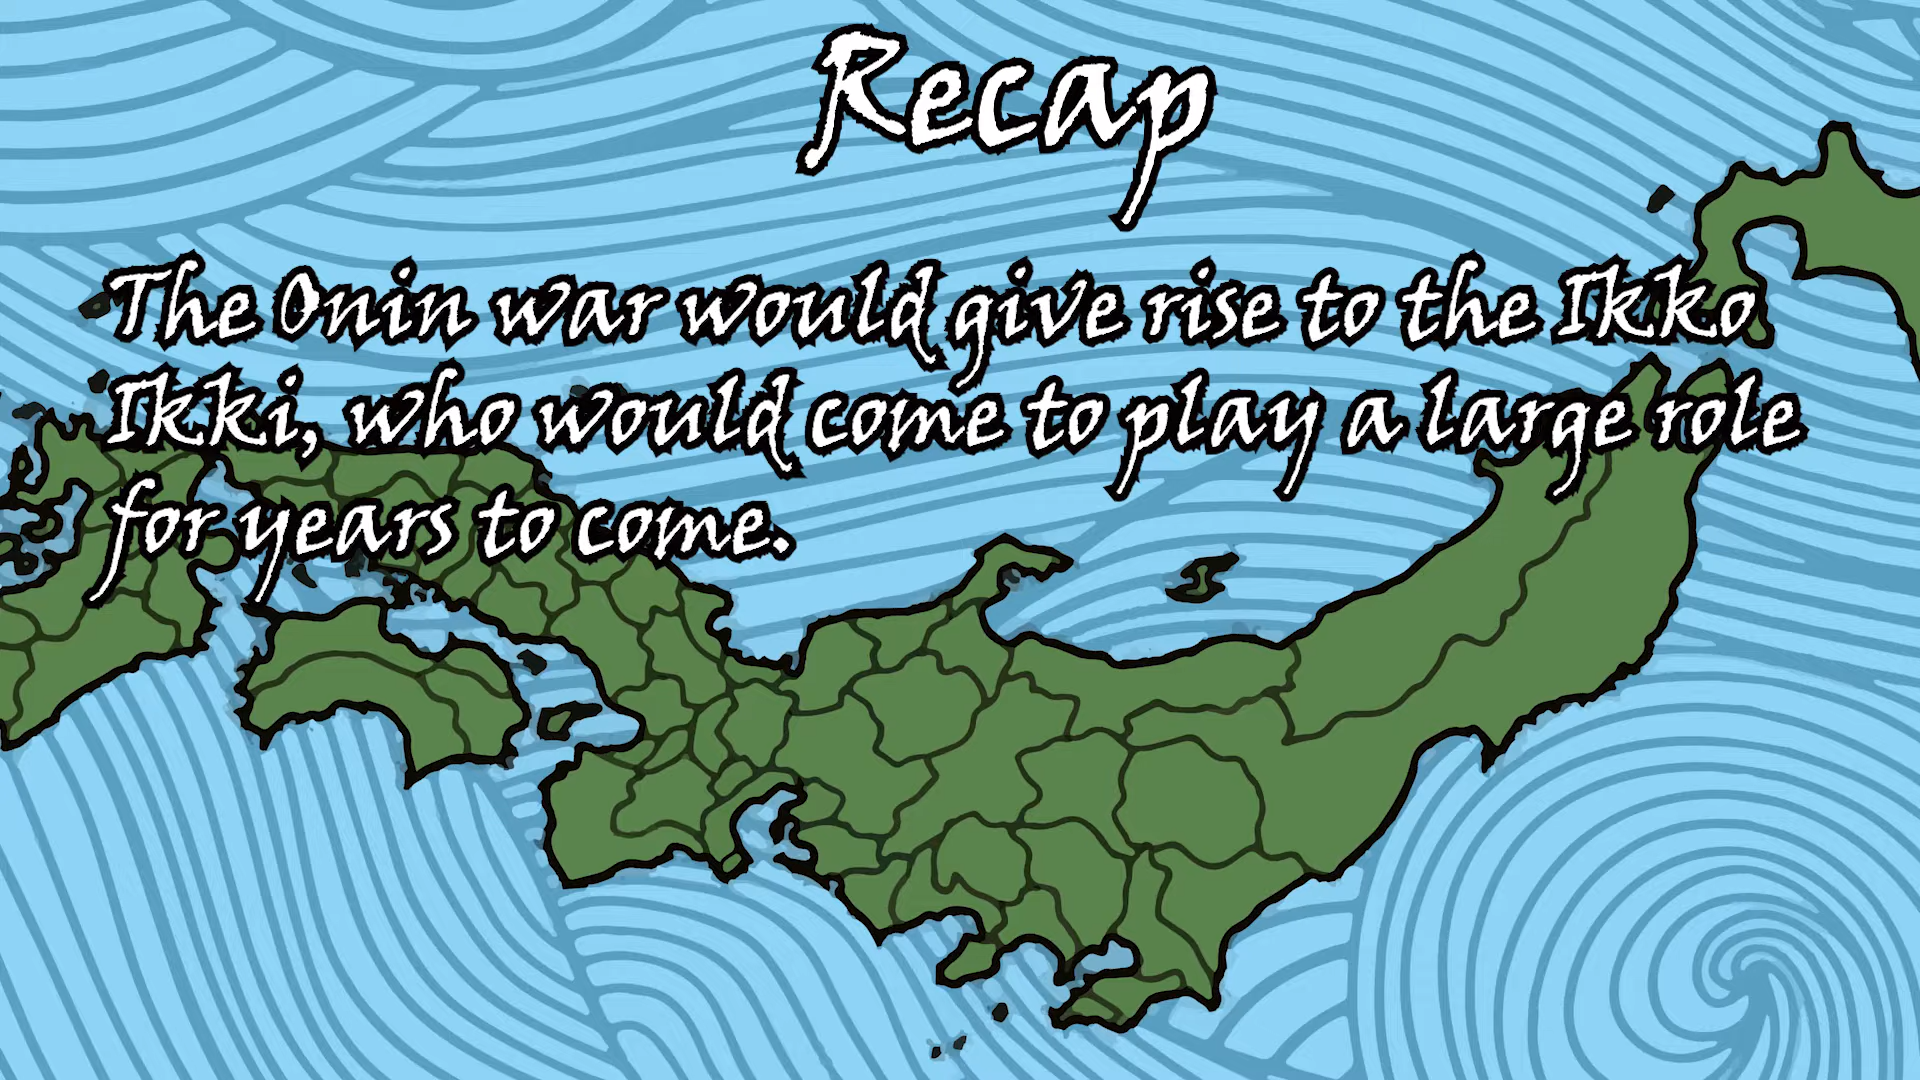 Recap
The Onin war would give rise to the Ikko
Ikki, who would come to play a large role
for years to come.